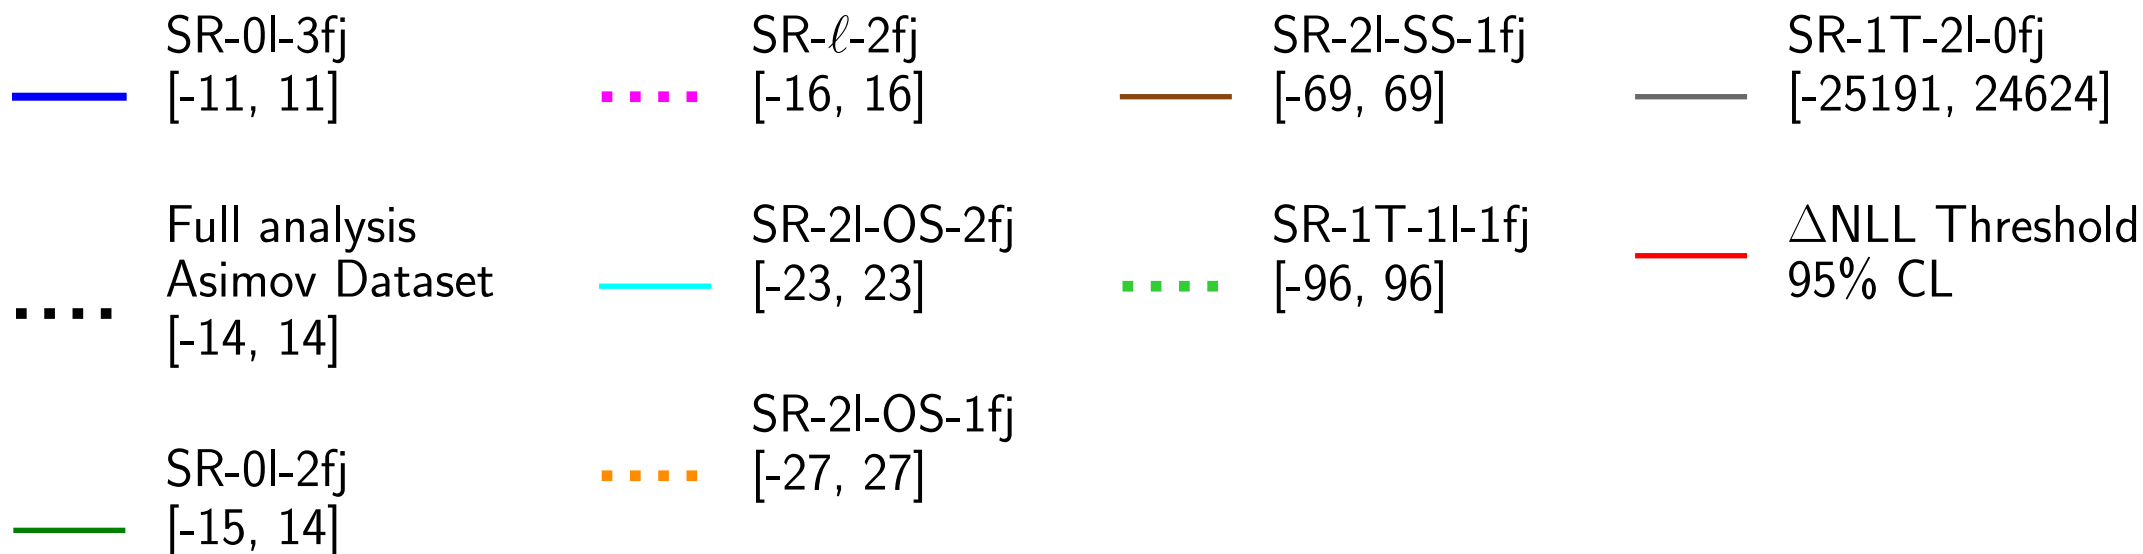 SR-0l-3fj
[-11, 11]
Full analysis
Asimov Dataset
[-14, 14]
SR-0l-2fj
[-15, 14]
SR-ℓ-2fj
[-16, 16]
SR-2l-OS-2fj
[-23, 23]
SR-2l-OS-1fj
[-27, 27]
SR-2l-SS-1fj
[-69, 69]
SR-1T-1l-1fj
[-96, 96]
SR-1T-2l-0fj
[-25191, 24624]
△NLL Threshold
95% CL